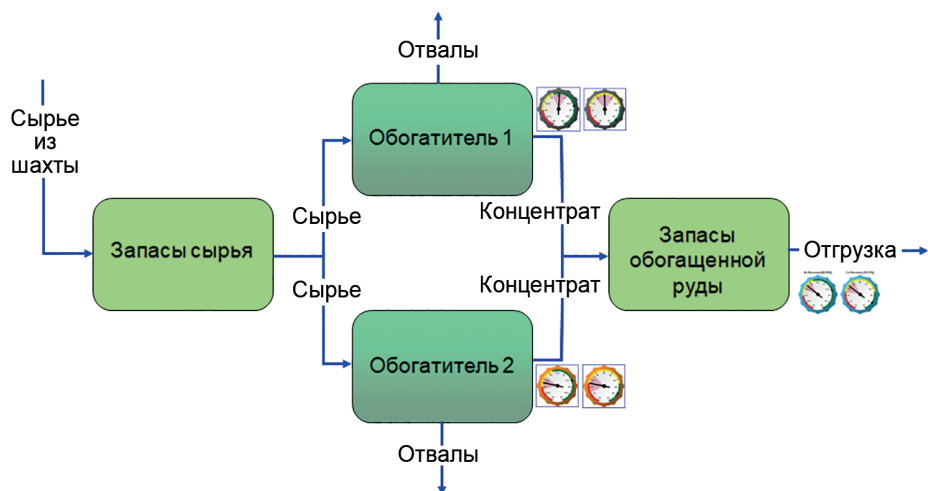 Отвалы
Сырье
из
шахты
Обогатитель 1
Сырье
Концентрат
Запасы сырья
Запасы
обогащенной
руды
Отгрузка
Сырье
Концентрат
Обогатитель 2
Отвалы